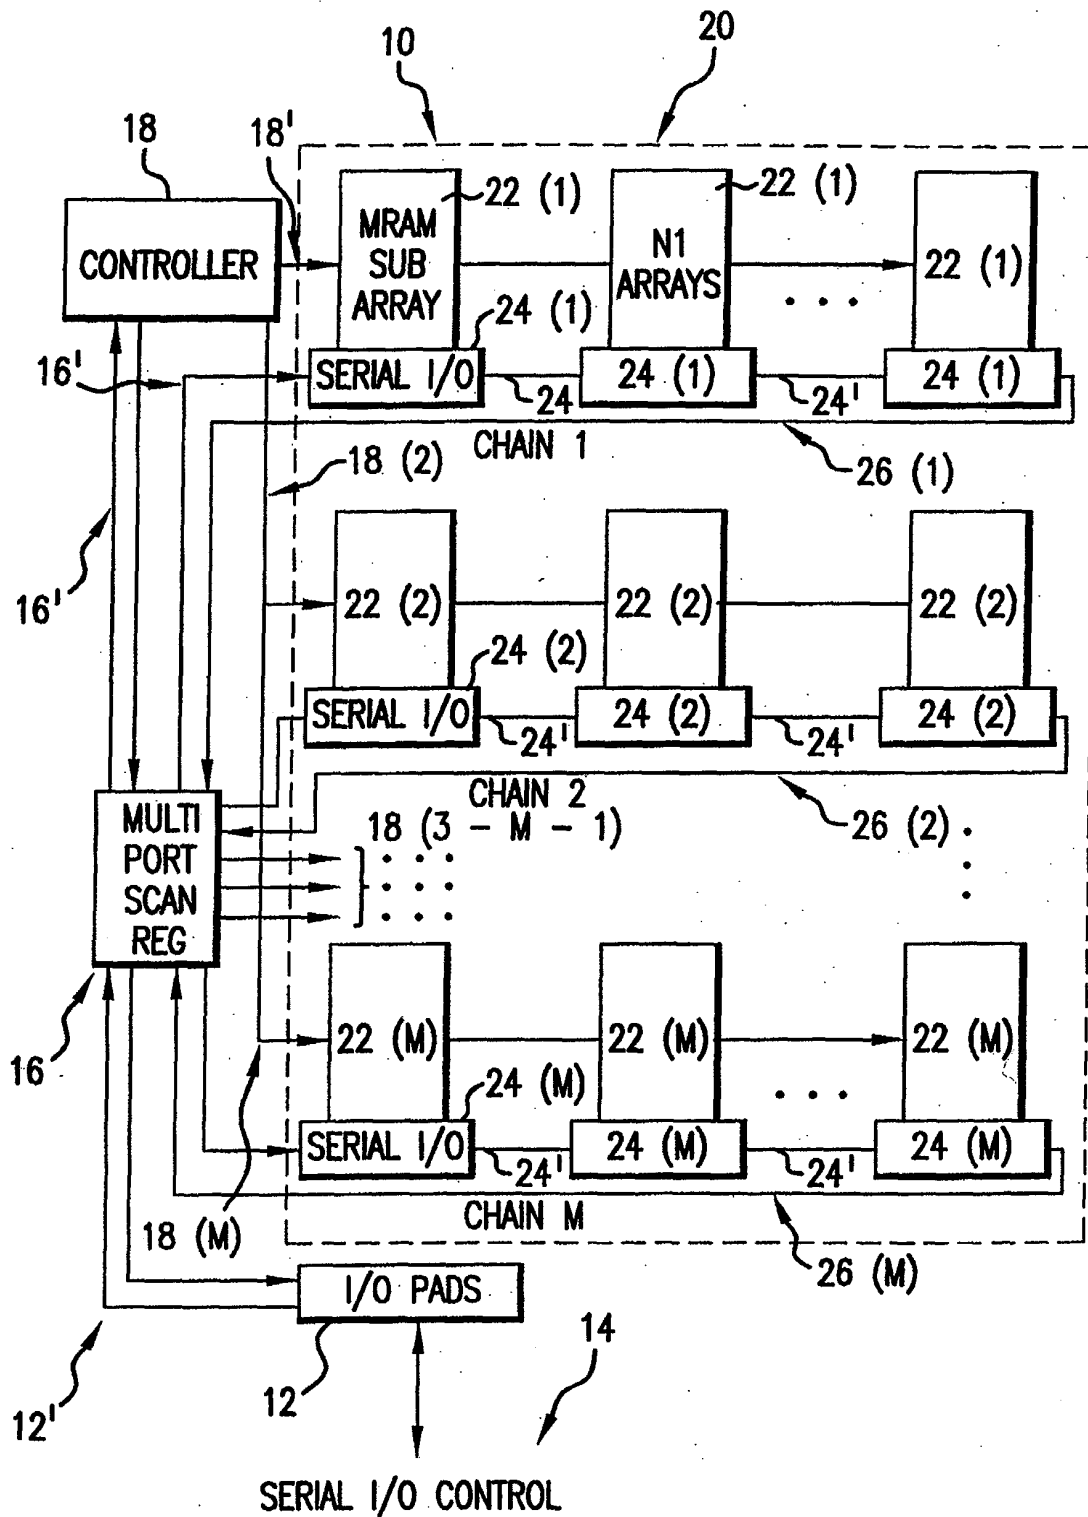 10
20
18
18'
CONTROLLER
MRAM
SUB
ARRAY
22 (1)
N1
ARRAYS
22 (1)
22 (1)
24 (1)
16'
SERIAL I/O
24
24 (1)
24'
24 (1)
CHAIN 1
18 (2)
26 (1)
16'
22 (2)
22 (2)
22 (2)
24 (2)
SERIAL I/O
24'
24 (2)
24'
24 (2)
CHAIN 2
26 (2)
18 (3 - M - 1)
MULTI
PORT
SCAN
REG
16
22 (M)
22 (M)
22 (M)
24 (M)
SERIAL I/O
24'
24 (M)
24'
24 (M)
CHAIN M
18 (M)
26 (M)
I/O PADS
12
14
12'
SERIAL I/O CONTROL